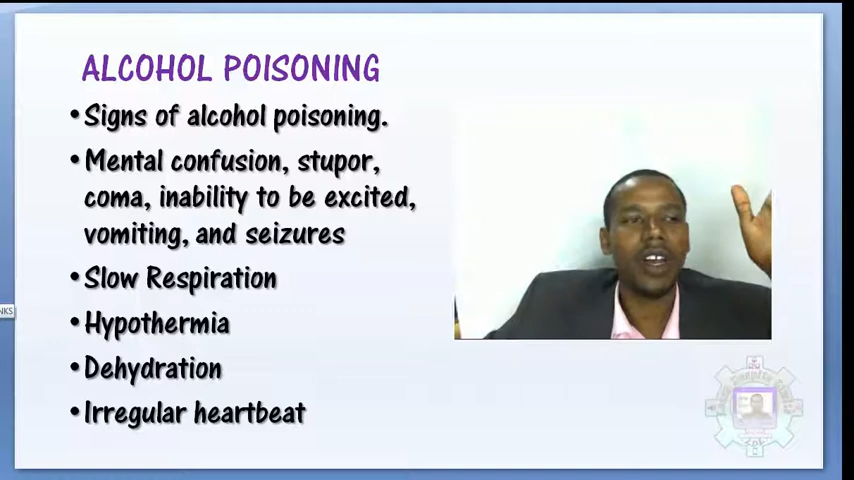 ALCOHOL POISONING
• Signs of alcohol poisoning.
• Mental confusion, stupor,
coma, inability to be excited,
vomiting, and seizures
• Slow Respiration
• Hypothermia
• Dehydration
• Irregular heartbeat
NKS